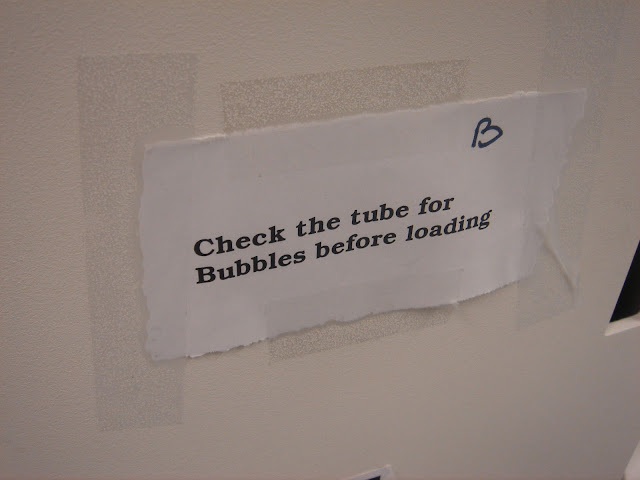 B
Check the tube for
Bubbles before loading